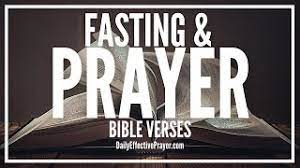 FASTING &
PRAYER
BIBLE VERSES
DailyEffectivePrayer.com